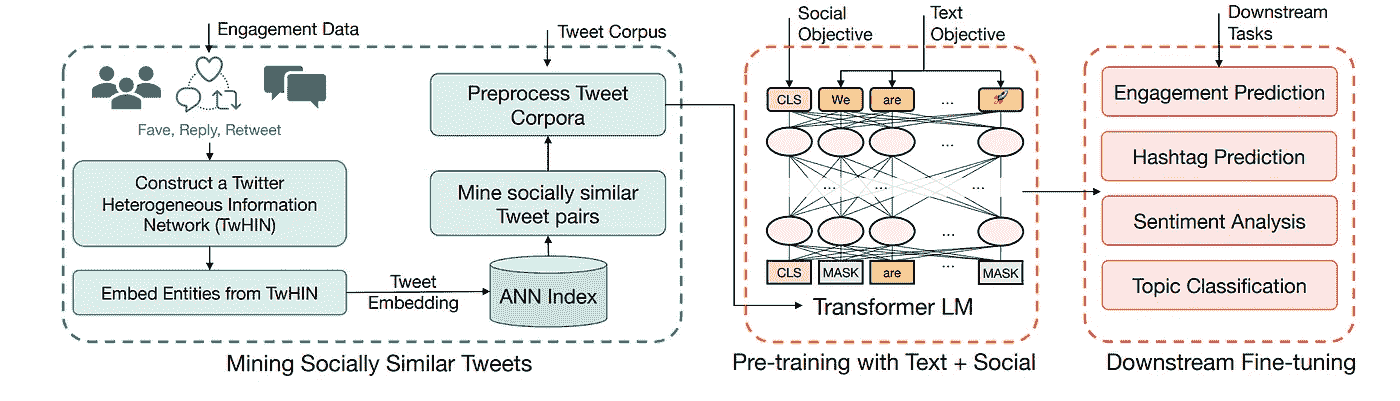 Engagement Data
Fave, Reply, Retweet
Construct a Twitter
Heterogeneous Information
Network (TwHIN)
Embed Entities from TwHIN
Tweet
Embedding
ANN Index
Mine socially similar
Tweet pairs
Tweet Corpus
Preprocess Tweet
Corpora
Mining Socially Similar Tweets
Social
Objective
Text
Objective
CLS We are ... 🚀
...
... ... ...
...
CLS MASK are ... MASK
Transformer LM
Pre-training with Text + Social
Downstream
Tasks
Engagement Prediction
Hashtag Prediction
Sentiment Analysis
Topic Classification
Downstream Fine-tuning